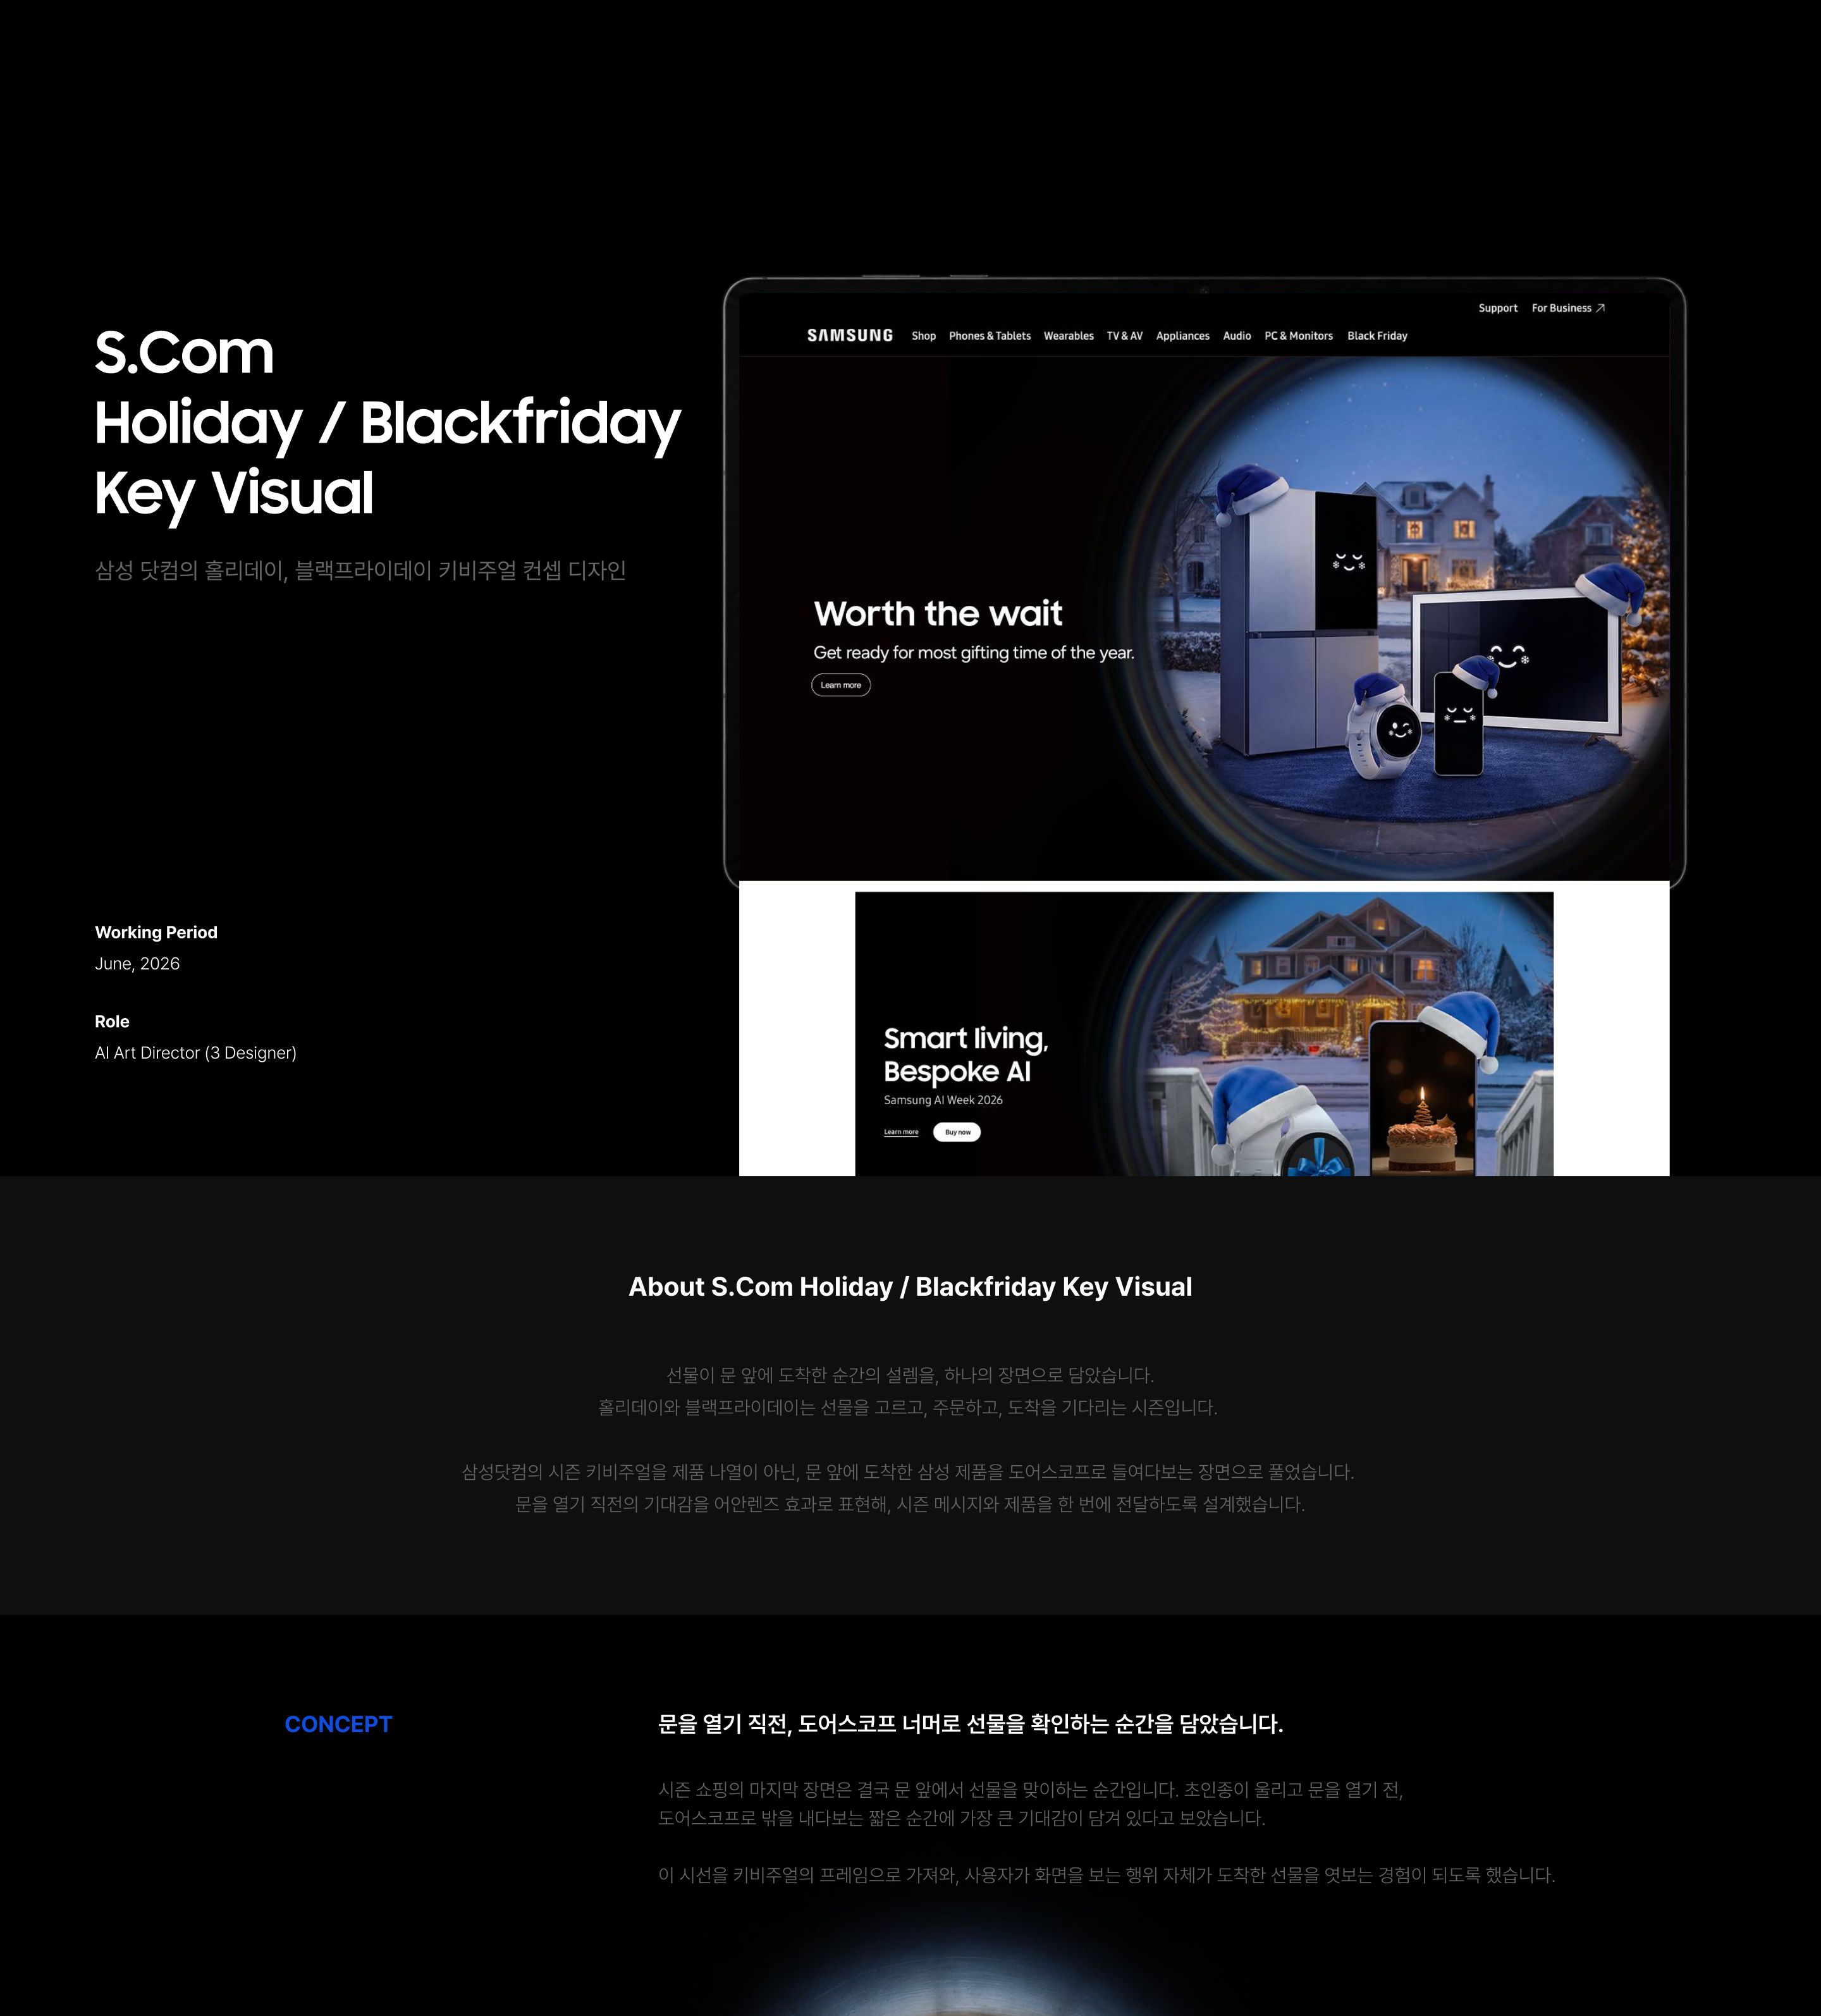 S.Com
Holiday / Blackfriday
Key Visual
삼성 닷컴의 홀리데이, 블랙프라이데이 키비주얼 컨셉 디자인
Working Period
June, 2026
Role
AI Art Director (3 Designer)
Support For Business
SAMSUNG Shop Phones & Tablets Wearables TV & AV Appliances Audio PC & Monitors Black Friday
Worth the wait
Get ready for most gifting time of the year.
Learn more
Smart living,
Bespoke AI
Samsung AI Week 2026
Learn more Buy now
About S.Com Holiday / Blackfriday Key Visual
선물이 문 앞에 도착한 순간의 설렘을, 하나의 장면으로 담았습니다.
홀리데이와 블랙프라이데이는 선물을 고르고, 주문하고, 도착을 기다리는 시즌입니다.
삼성닷컴의 시즌 키비주얼을 제품 나열이 아닌, 문 앞에 도착한 삼성 제품을 도어스코프로 들여다보는 장면으로 풀었습니다.
문을 열기 직전의 기대감을 어안렌즈 효과로 표현해, 시즌 메시지와 제품을 한 번에 전달하도록 설계했습니다.
CONCEPT
문을 열기 직전, 도어스코프 너머로 선물을 확인하는 순간을 담았습니다.
시즌 쇼핑의 마지막 장면은 결국 문 앞에서 선물을 맞이하는 순간입니다. 초인종이 울리고 문을 열기 전,
도어스코프로 밖을 내다보는 짧은 순간에 가장 큰 기대감이 담겨 있다고 보았습니다.
이 시선을 키비주얼의 프레임으로 가져와, 사용자가 화면을 보는 행위 자체가 도착한 선물을 엿보는 경험이 되도록 했습니다.